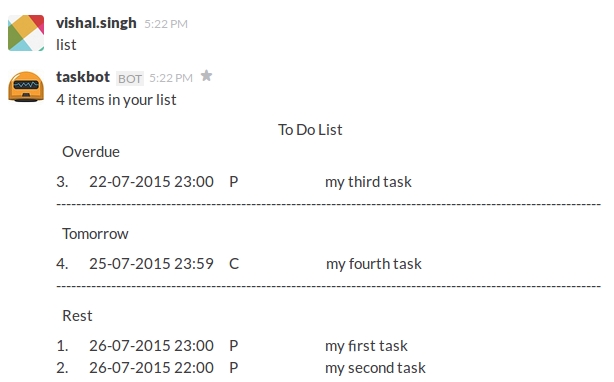 vishal.singh 5:22 PM
list
taskbot BOT 5:22 PM
4 items in your list
To Do List
Overdue
3. 22-07-2015 23:00 P my third task
--------------------------------------------------------------------------------------------------------------
Tomorrow
4. 25-07-2015 23:59 C my fourth task
--------------------------------------------------------------------------------------------------------------
Rest
1. 26-07-2015 23:00 P my first task
2. 26-07-2015 22:00 P my second task